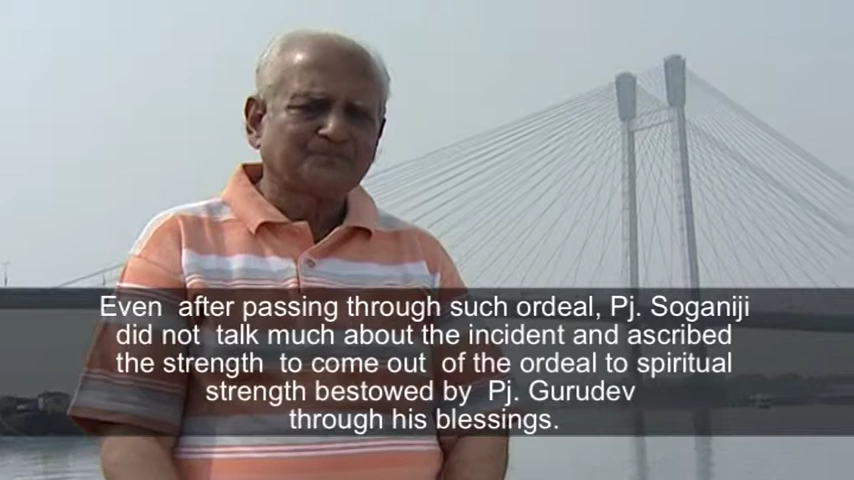 Even after passing through such ordeal, Pj. Soganiji
did not talk much about the incident and ascribed
the strength to come out of the ordeal to spiritual
strength bestowed by Pj. Gurudev
through his blessings.